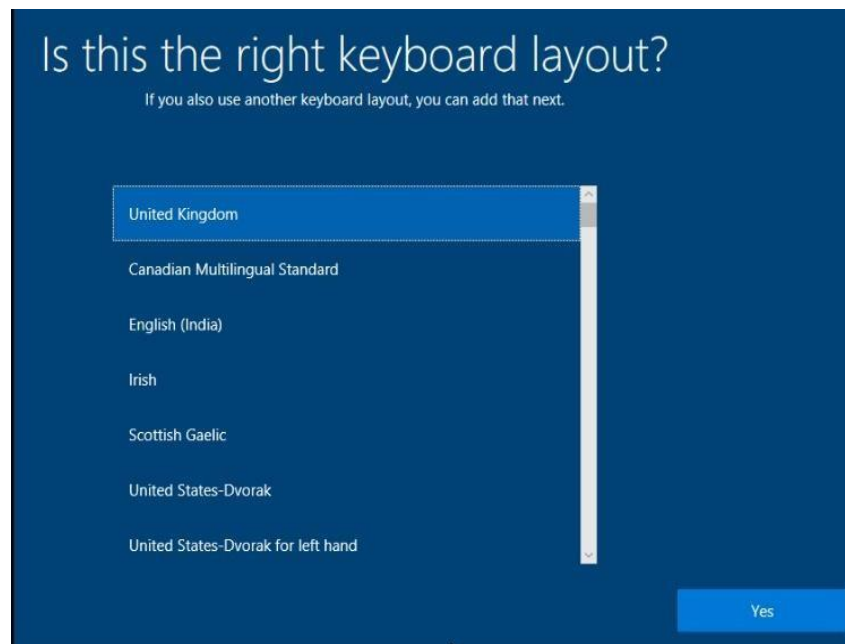 Is this the right keyboard layout?
If you also use another keyboard layout, you can add that next.
United Kingdom
Canadian Multilingual Standard
English (India)
Irish
Scottish Gaelic
United States-Dvorak
United States-Dvorak for left hand
Yes